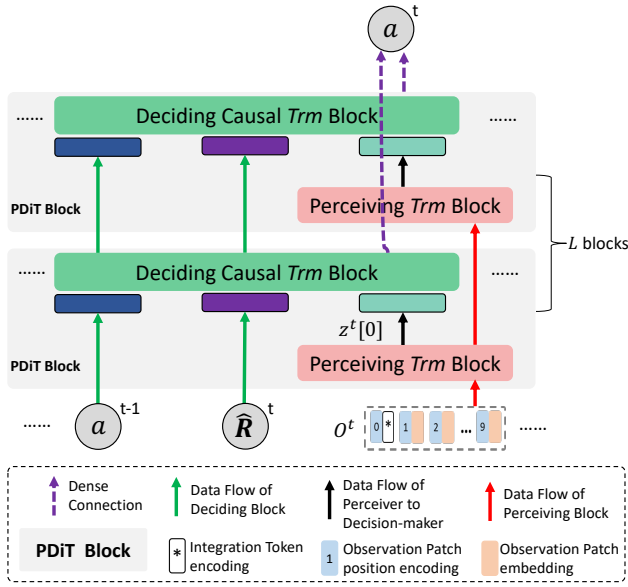 a t
...... Deciding Causal Trm Block ......
PDiT Block
Perceiving Trm Block
L blocks
...... Deciding Causal Trm Block ......
z^t[0]
PDiT Block
Perceiving Trm Block
...... a t-1 R̂ t O^t 0 * 1 2 ... 9 ......
Dense
Connection
Data Flow of
Deciding Block
Data Flow of
Perceiver to
Decision-maker
Data Flow of
Perceiving Block
PDiT Block
* Integration Token
encoding
1 Observation Patch
position encoding
Observation Patch
embedding